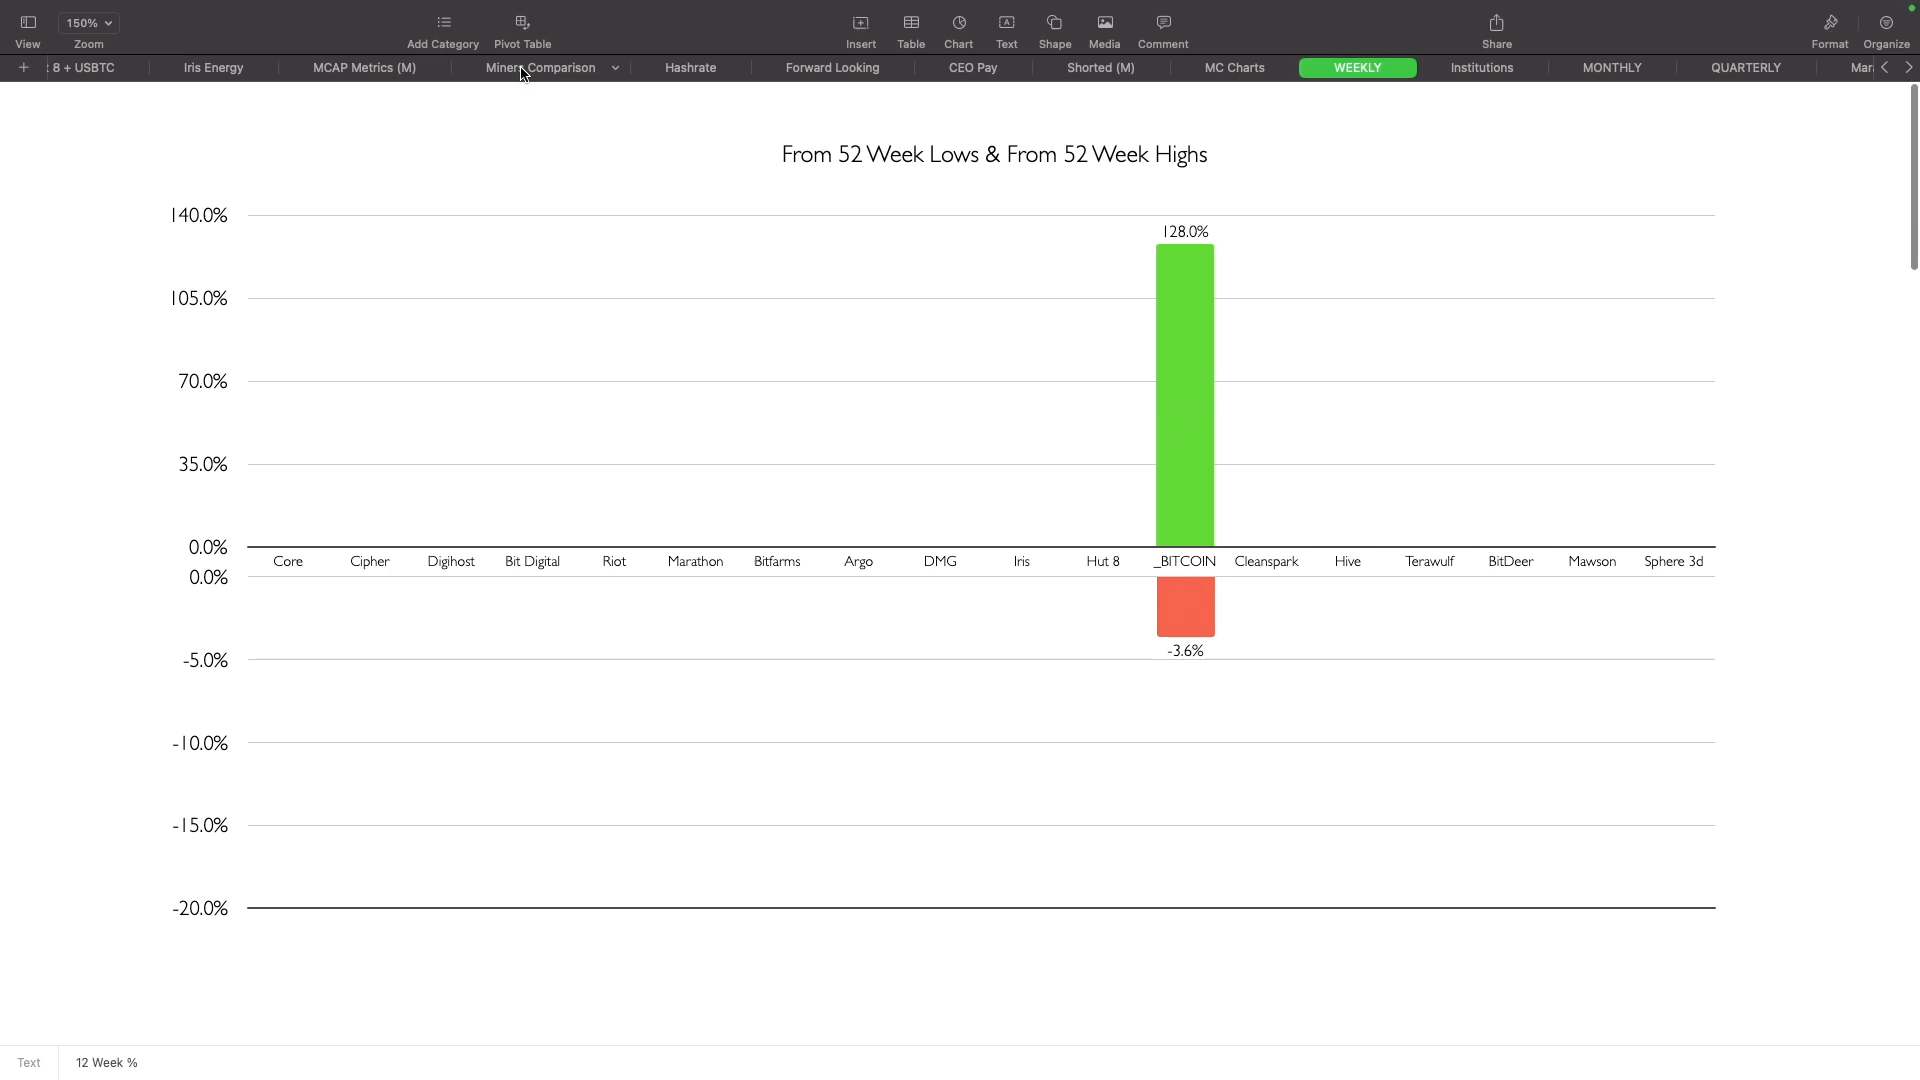 150%
View
Zoom
Add Category
Pivot Table
Insert
Table
Chart
Text
Shape
Media
Comment
Share
Format
Organize
8 + USBTC
Iris Energy
MCAP Metrics (M)
Miners Comparison
Hashrate
Forward Looking
CEO Pay
Shorted (M)
MC Charts
WEEKLY
Institutions
MONTHLY
QUARTERLY
From 52 Week Lows & From 52 Week Highs
140.0%
128.0%
105.0%
70.0%
35.0%
0.0%
Core Cipher Digihost Bit Digital Riot Marathon Bitfarms Argo DMG Iris Hut 8 _BITCOIN Cleanspark Hive Terawulf BitDeer Mawson Sphere 3d
0.0%
-3.6%
-5.0%
-10.0%
-15.0%
-20.0%
Text
12 Week %